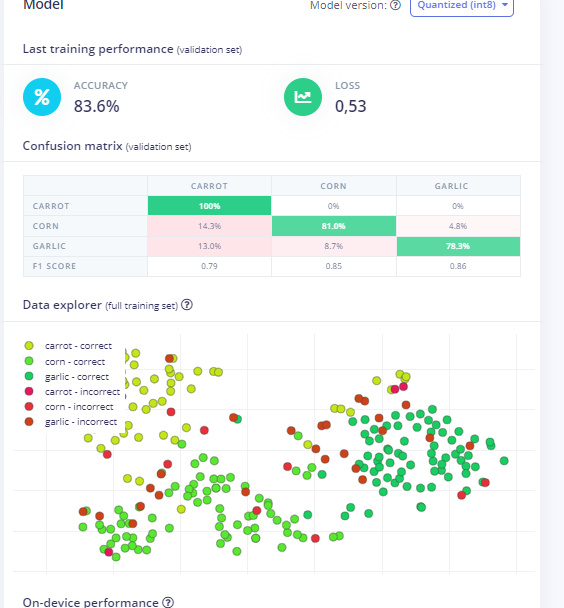 Model
Model version: Quantized (int8)
Last training performance (validation set)
% ACCURACY
83.6%
LOSS
0,53
Confusion matrix (validation set)
CARROT CORN GARLIC
CARROT 100% 0% 0%
CORN 14.3% 81.0% 4.8%
GARLIC 13.0% 8.7% 78.3%
F1 SCORE 0.79 0.85 0.86
Data explorer (full training set) ?
carrot - correct
corn - correct
garlic - correct
carrot - incorrect
corn - incorrect
garlic - incorrect
On-device performance ?